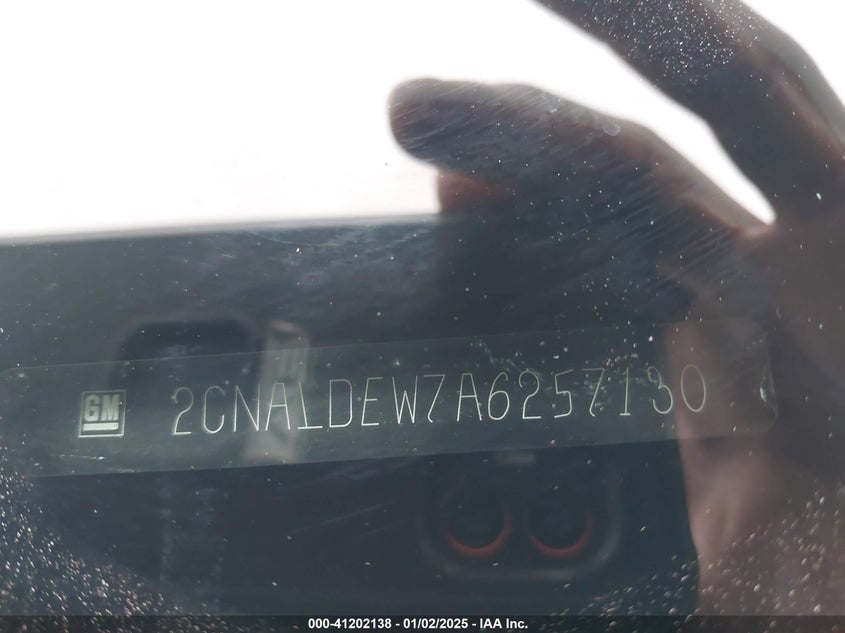 GM 2CNALDEW7A6257130
000-41202138 - 01/02/2025 - IAA Inc.